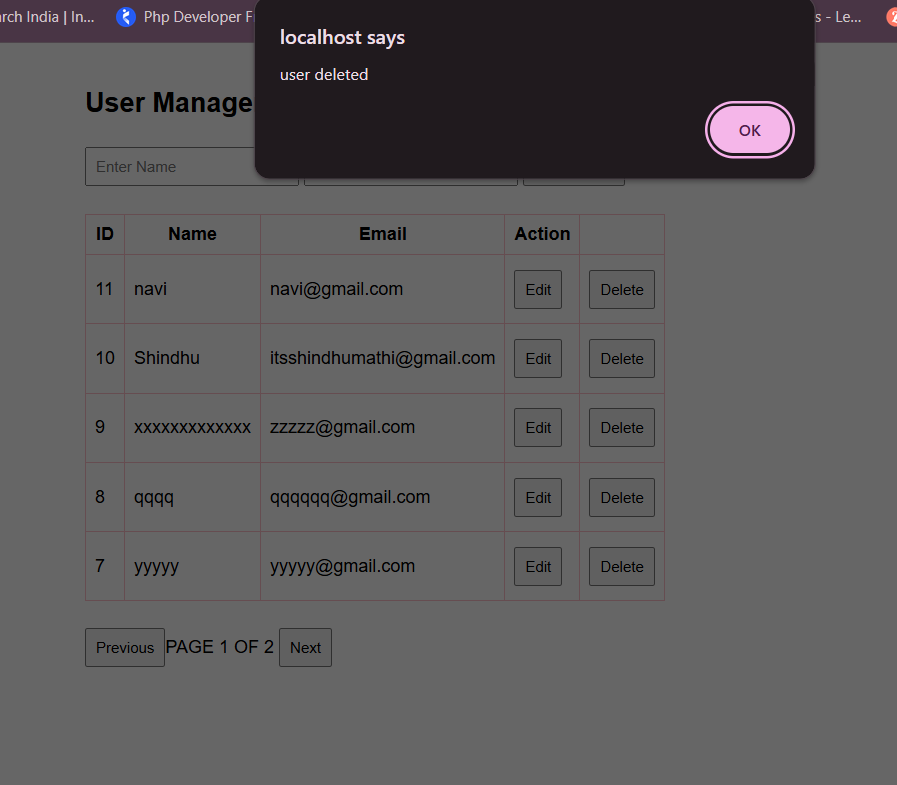 rch India | In... Php Developer F s - Le...
localhost says
user deleted
OK
User Manage
Enter Name
ID Name Email Action
11 navi navi@gmail.com Edit Delete
10 Shindhu itsshindhumathi@gmail.com Edit Delete
9 xxxxxxxxxxxxx zzzzz@gmail.com Edit Delete
8 qqqq qqqqqq@gmail.com Edit Delete
7 yyyyy yyyyy@gmail.com Edit Delete
Previous PAGE 1 OF 2 Next